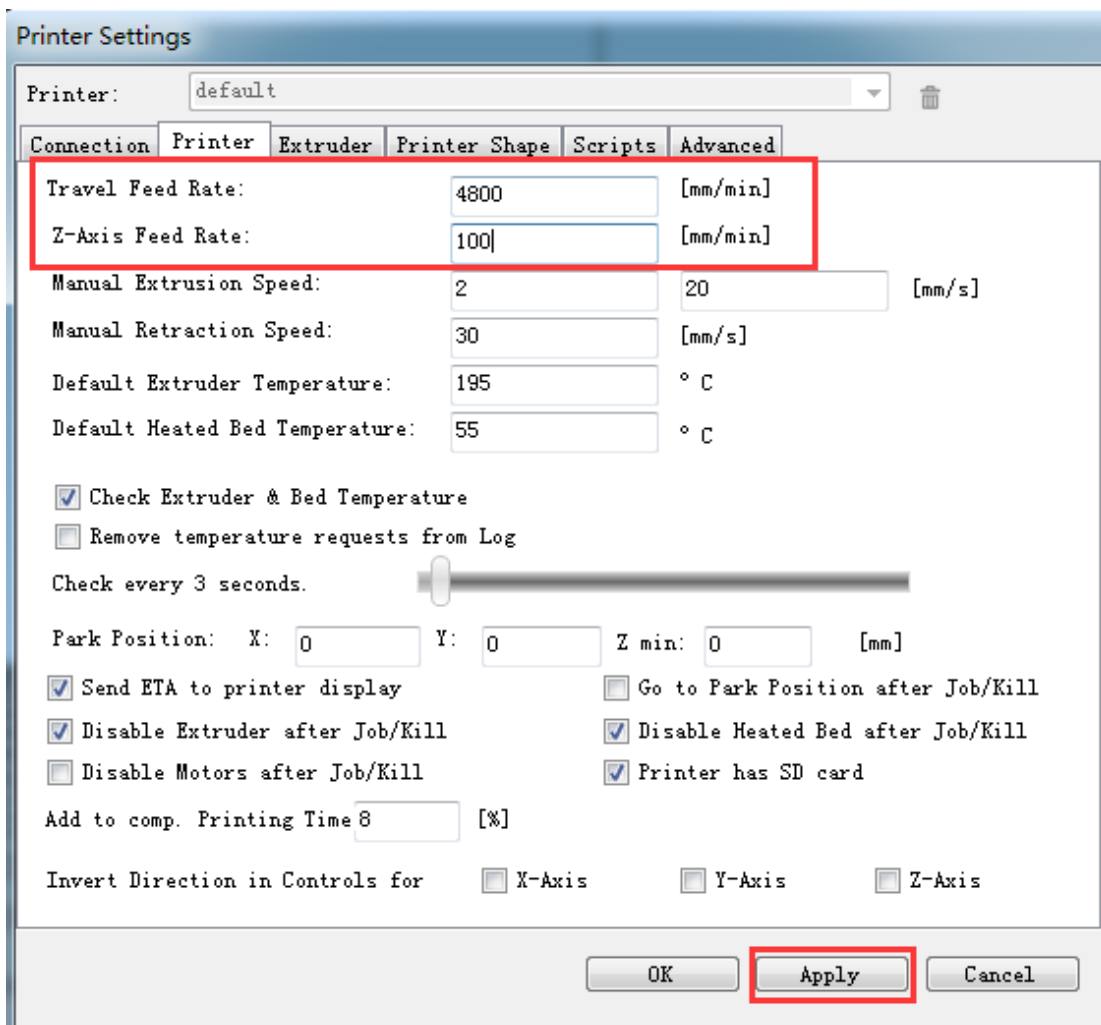 Printer Settings
Printer: default
Connection Printer Extruder Printer Shape Scripts Advanced
Travel Feed Rate: 4800 [mm/min]
Z-Axis Feed Rate: 100 [mm/min]
Manual Extrusion Speed: 2 20 [mm/s]
Manual Retraction Speed: 30 [mm/s]
Default Extruder Temperature: 195 ° C
Default Heated Bed Temperature: 55 ° C
Check Extruder & Bed Temperature
Remove temperature requests from Log
Check every 3 seconds.
Park Position: X: 0 Y: 0 Z min: 0 [mm]
Send ETA to printer display Go to Park Position after Job/Kill
Disable Extruder after Job/Kill Disable Heated Bed after Job/Kill
Disable Motors after Job/Kill Printer has SD card
Add to comp. Printing Time 8 [%]
Invert Direction in Controls for X-Axis Y-Axis Z-Axis
OK Apply Cancel